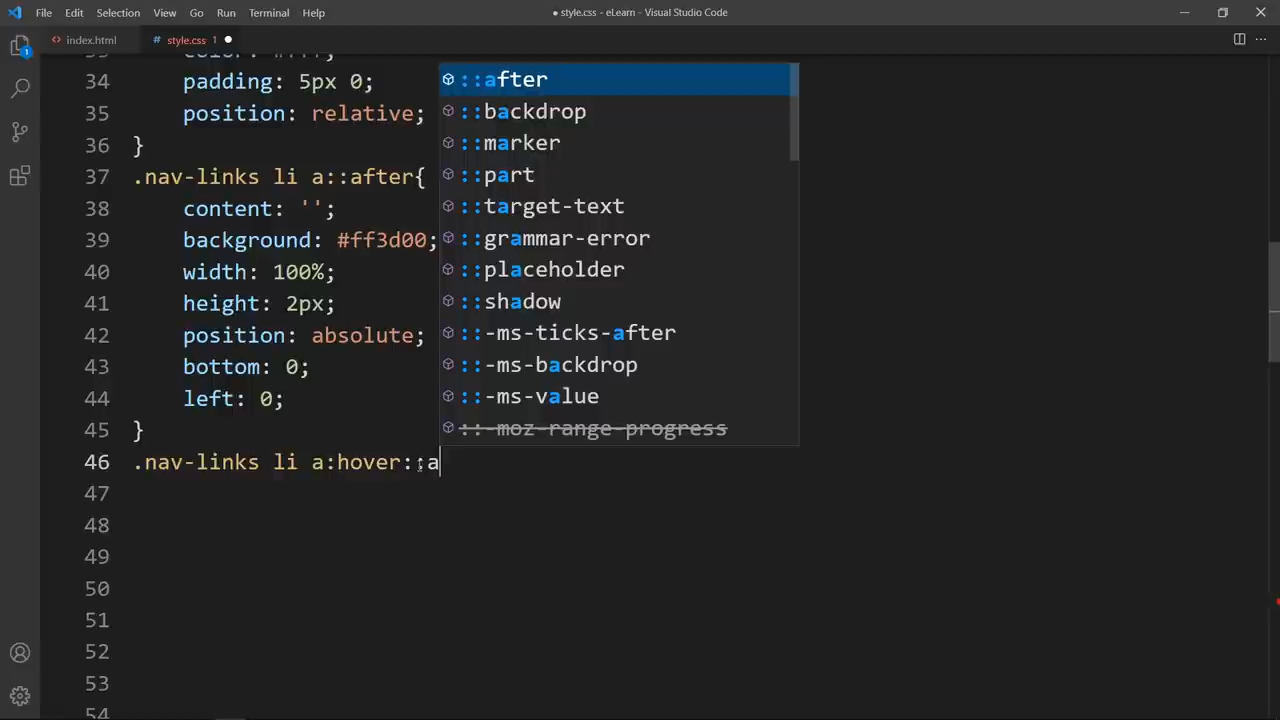 File Edit Selection View Go Run Terminal Help
● style.css - eLearn - Visual Studio Code
<> index.html
# style.css 1 ●
34 padding: 5px 0;
35 position: relative;
36 }
37 .nav-links li a::after{
38 content: '';
39 background: #ff3d00;
40 width: 100%;
41 height: 2px;
42 position: absolute;
43 bottom: 0;
44 left: 0;
45 }
46 .nav-links li a:hover::a
47
48
49
50
51
52
53
54
::after
::backdrop
::marker
::part
::target-text
::grammar-error
::placeholder
::shadow
::-ms-ticks-after
::-ms-backdrop
::-ms-value
::-moz-range-progress
1